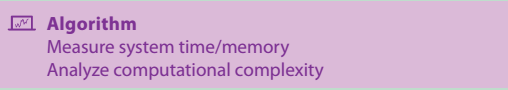 Algorithm
Measure system time/memory
Analyze computational complexity